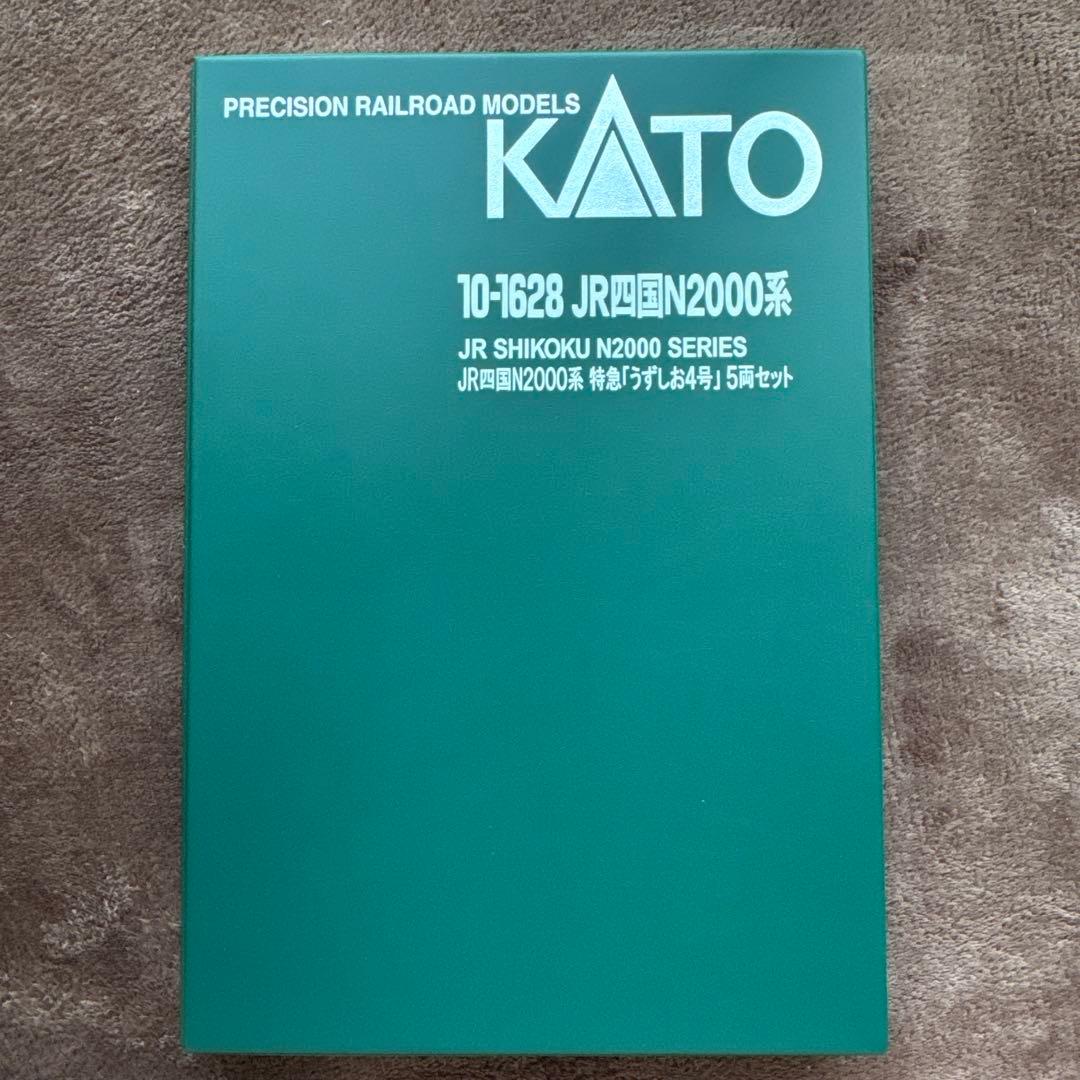 PRECISION RAILROAD MODELS
KATO
10-1628 JR四国N2000系
JR SHIKOKU N2000 SERIES
JR四国N2000系 特急「うずしお4号」 5両セット